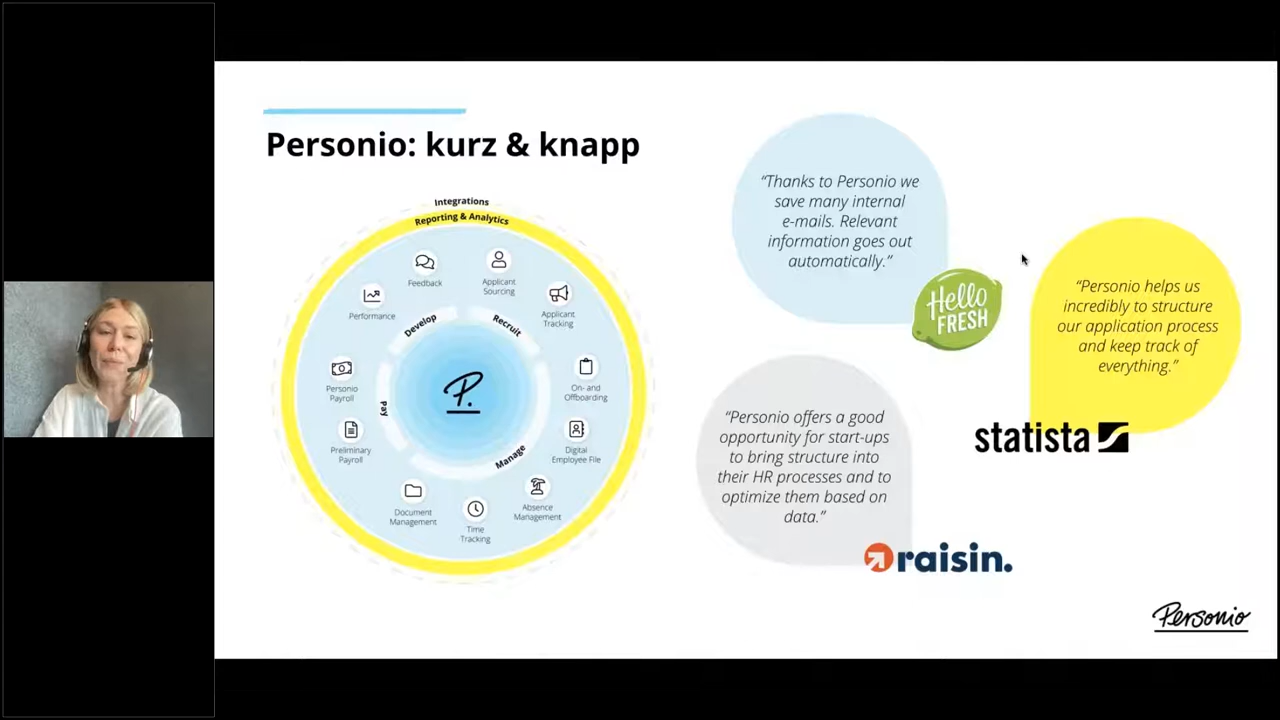 Personio: kurz & knapp
Integrations
Reporting & Analytics
Feedback
Applicant
Sourcing
Performance
Applicant
Tracking
Develop
Recruit
Personio
Payroll
On- and
Offboarding
Pay
P.
Preliminary
Payroll
Digital
Employee File
Manage
Document
Management
Time
Tracking
Absence
Management
“Thanks to Personio we
save many internal
e-mails. Relevant
information goes out
automatically.”
Hello
FRESH
“Personio helps us
incredibly to structure
our application process
and keep track of
everything.”
statista
“Personio offers a good
opportunity for start-ups
to bring structure into
their HR processes and to
optimize them based on
data.”
raisin.
Personio